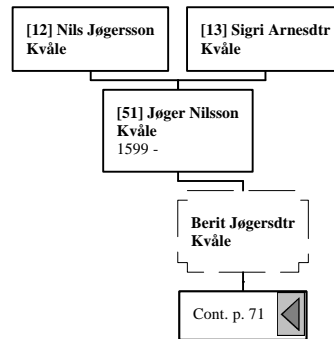 [12] Nils Jøgersson
Kvåle
[13] Sigri Arnesdtr
Kvåle
[51] Jøger Nilsson
Kvåle
1599 -
Berit Jøgersdtr
Kvåle
Cont. p. 71